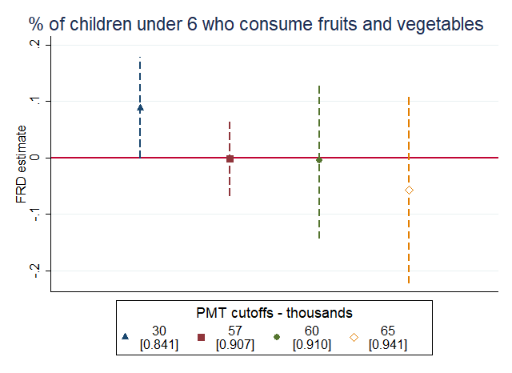 % of children under 6 who consume fruits and vegetables
.2
.1
0
-.1
-.2
FRD estimate
PMT cutoffs - thousands
30 57 60 65
[0.841] [0.907] [0.910] [0.941]